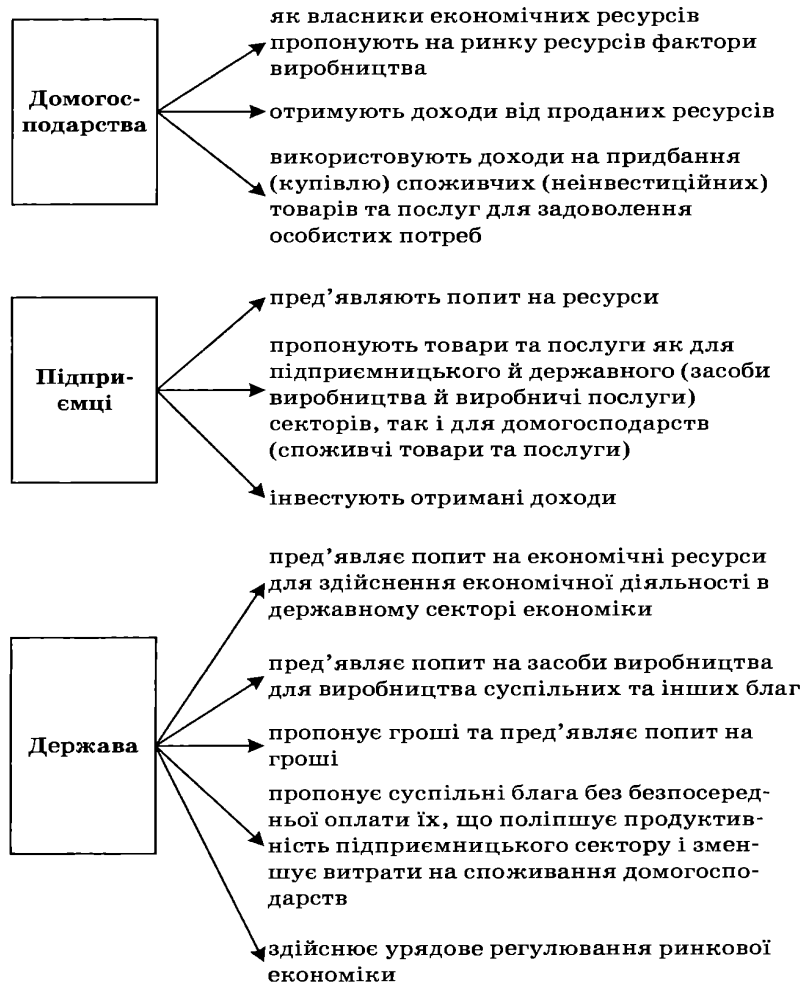 як власники економічних ресурсів
пропонують на ринку ресурсів фактори
виробництва
Домогос-
подарства
отримують доходи від проданих ресурсів
використовують доходи на придбання
(купівлю) споживчих (неінвестиційних)
товарів та послуг для задоволення
особистих потреб
пред’являють попит на ресурси
Підпри-
ємці
пропонують товари та послуги як для
підприємницького й державного (засоби
виробництва й виробничі послуги)
секторів, так і для домогосподарств
(споживчі товари та послуги)
інвестують отримані доходи
Держава
пред’являє попит на економічні ресурси
для здійснення економічної діяльності в
державному секторі економіки
пред’являє попит на засоби виробництва
для виробництва суспільних та інших благ
пропонує гроші та пред’являє попит на
гроші
пропонує суспільні блага без безпосеред-
ньої оплати їх, що поліпшує продуктив-
ність підприємницького сектору і змен-
шує витрати на споживання домогоспо-
дарств
здійснює урядове регулювання ринкової
економіки